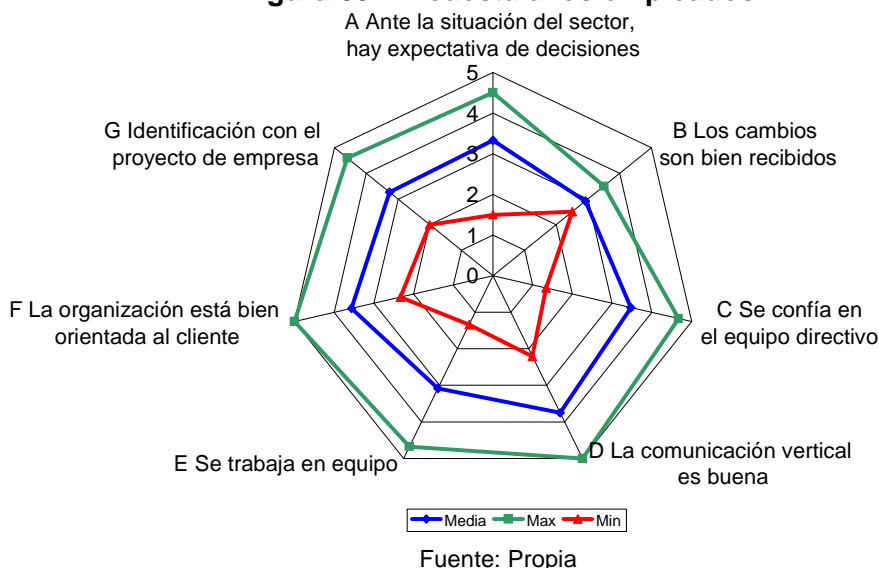 A Ante la situación del sector,
hay expectativa de decisiones
5
4
3
2
1
0
B Los cambios
son bien recibidos
C Se confía en
el equipo directivo
D La comunicación vertical
es buena
E Se trabaja en equipo
F La organización está bien
orientada al cliente
G Identificación con el
proyecto de empresa
Media Max Min
Fuente: Propia